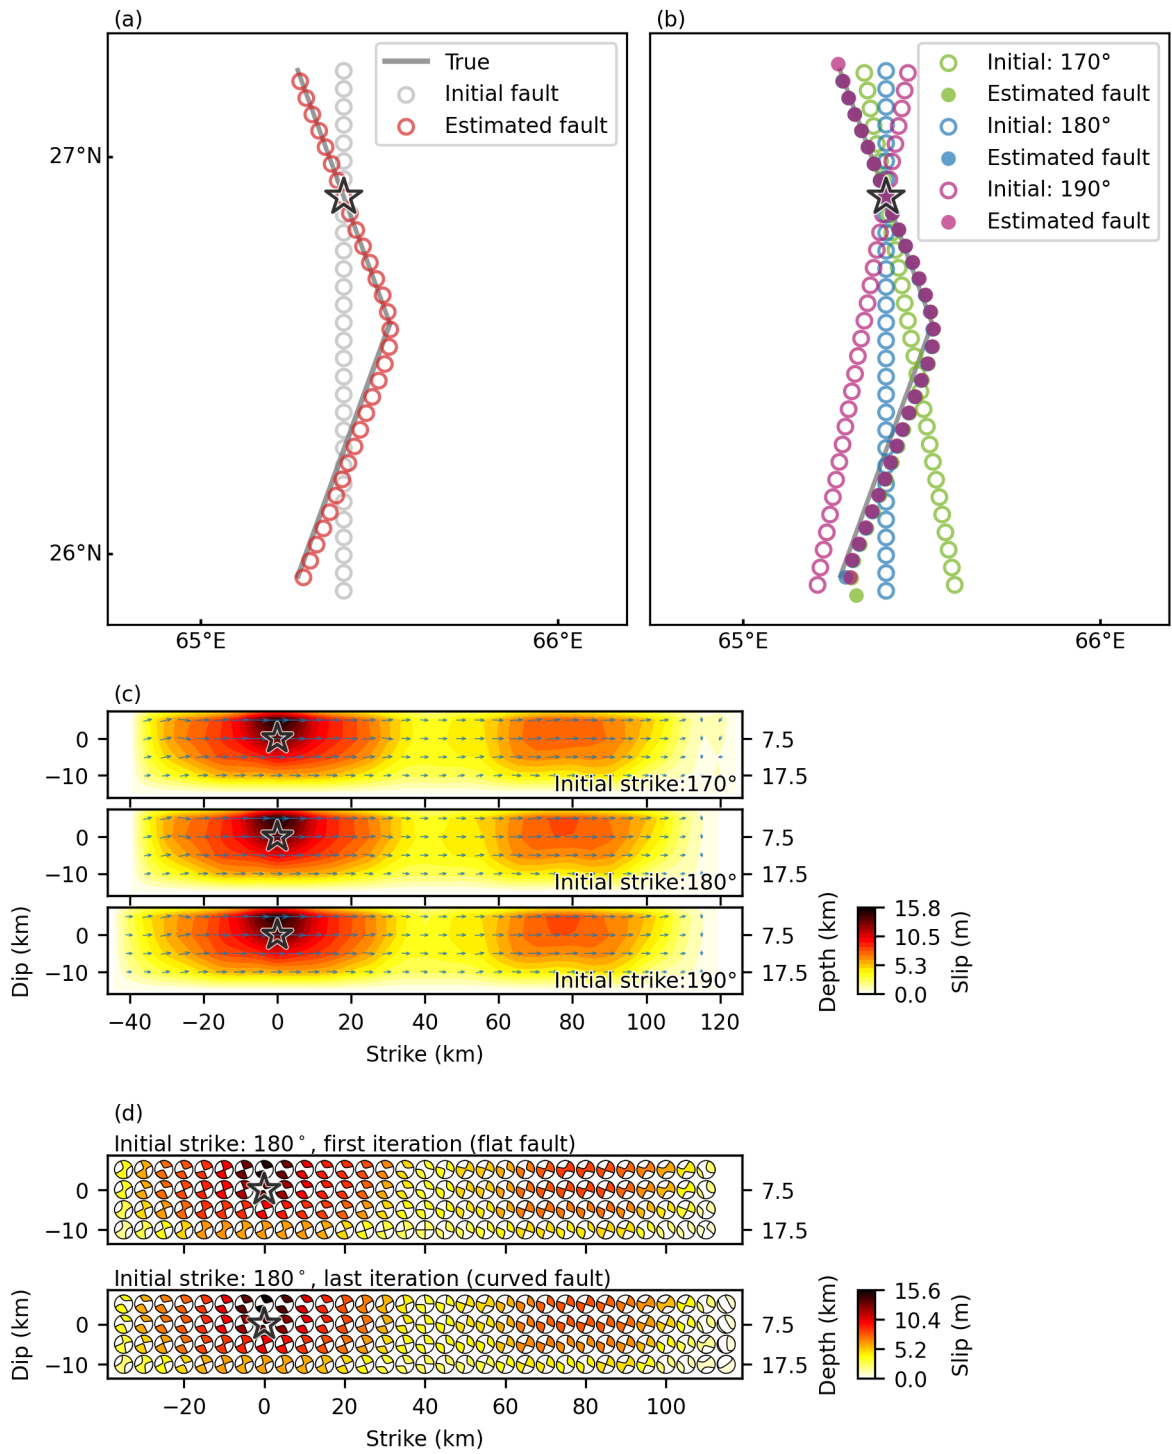 (a)
True
Initial fault
Estimated fault
27°N
26°N
65°E
66°E
(b)
Initial: 170°
Estimated fault
Initial: 180°
Estimated fault
Initial: 190°
Estimated fault
65°E
66°E
(c)
0
−10
7.5
17.5
Initial strike:170°
0
−10
7.5
17.5
Initial strike:180°
0
−10
7.5
17.5
Initial strike:190°
Dip (km)
Depth (km)
15.8
10.5
5.3
0.0
Slip (m)
−40
−20
0
20
40
60
80
100
120
Strike (km)
(d)
Initial strike: 180°, first iteration (flat fault)
0
−10
7.5
17.5
Initial strike: 180°, last iteration (curved fault)
0
−10
7.5
17.5
Dip (km)
Depth (km)
15.6
10.4
5.2
0.0
Slip (m)
−20
0
20
40
60
80
100
Strike (km)